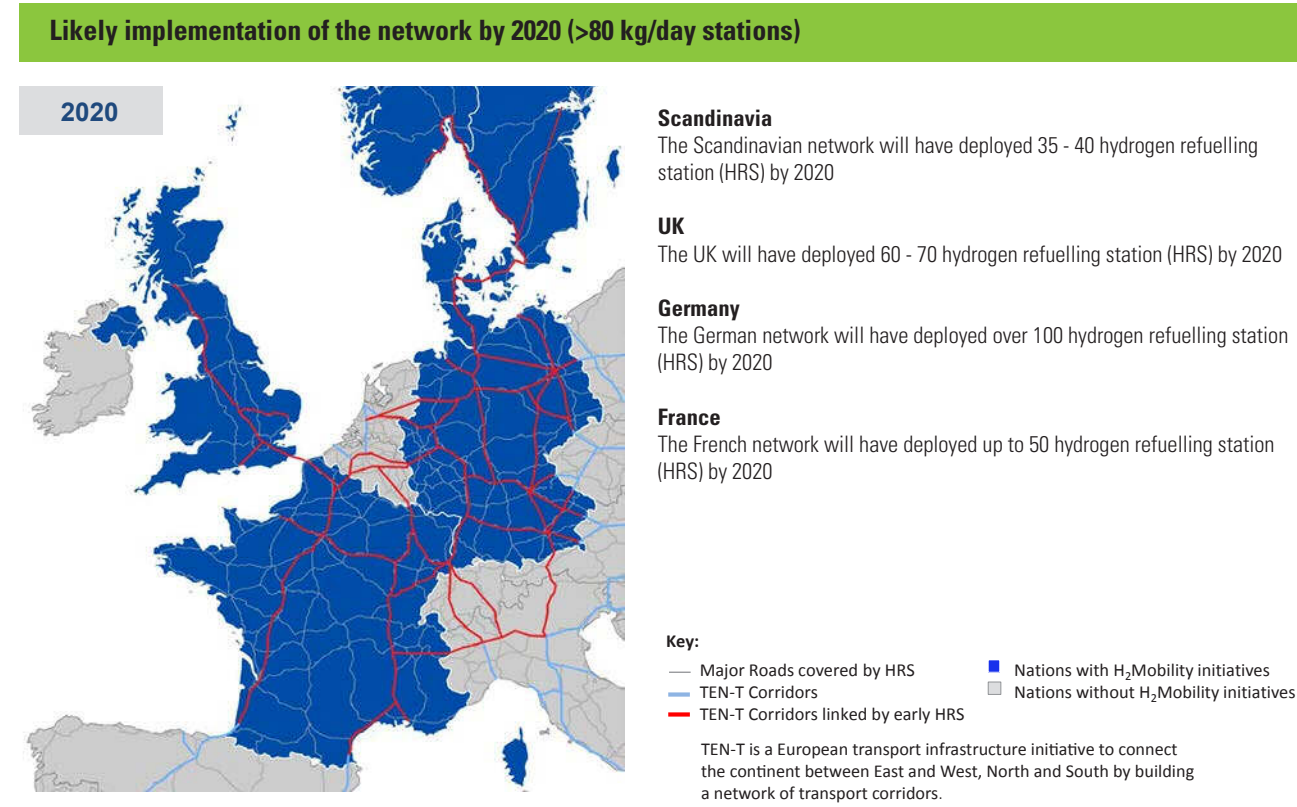 Likely implementation of the network by 2020 (>80 kg/day stations)
2020
Scandinavia
The Scandinavian network will have deployed 35 - 40 hydrogen refuelling
station (HRS) by 2020
UK
The UK will have deployed 60 - 70 hydrogen refuelling station (HRS) by 2020
Germany
The German network will have deployed over 100 hydrogen refuelling station
(HRS) by 2020
France
The French network will have deployed up to 50 hydrogen refuelling station
(HRS) by 2020
Key:
Major Roads covered by HRS
TEN-T Corridors
TEN-T Corridors linked by early HRS
Nations with H₂Mobility initiatives
Nations without H₂Mobility initiatives
TEN-T is a European transport infrastructure initiative to connect
the continent between East and West, North and South by building
a network of transport corridors.